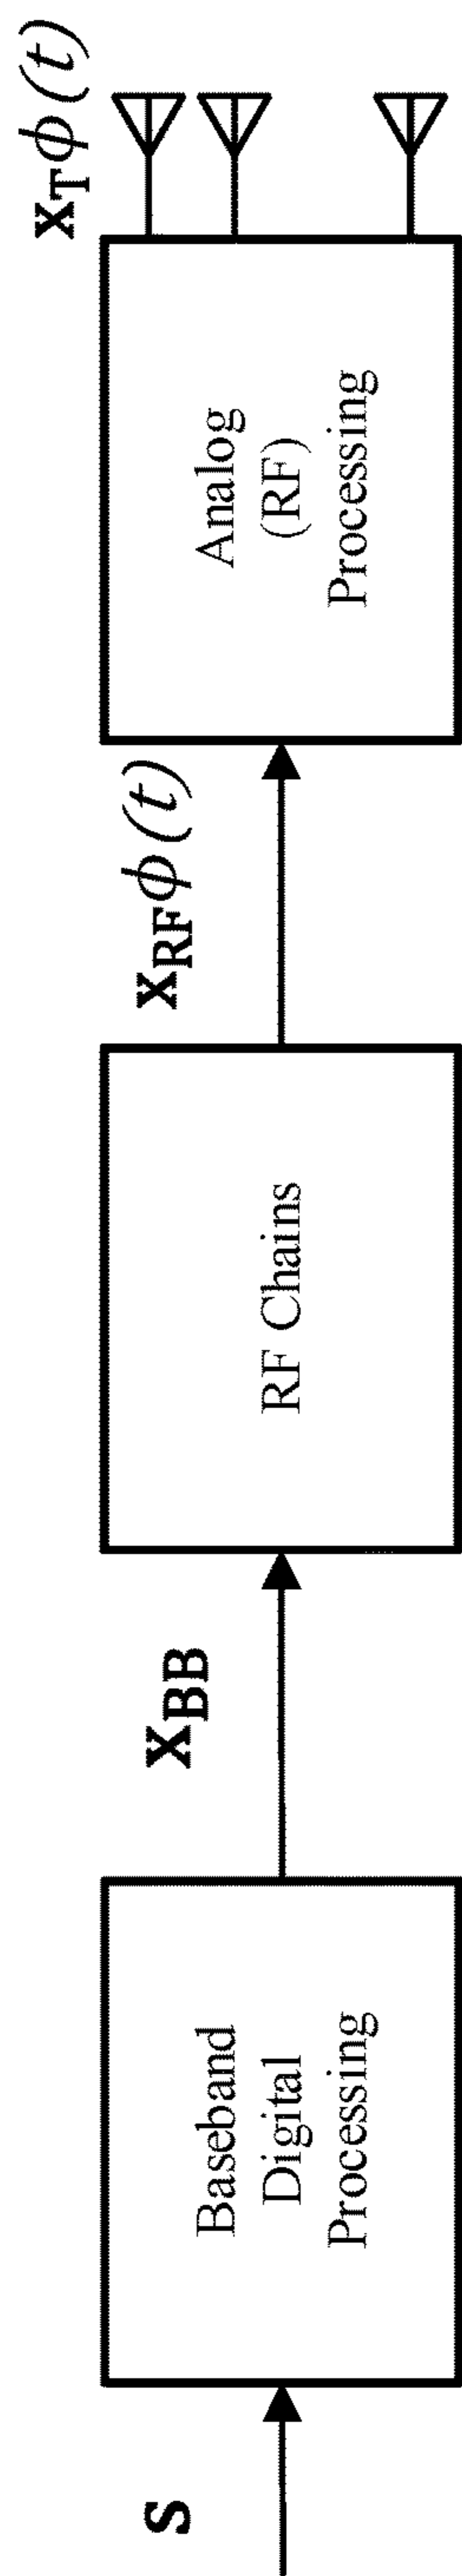 s
Baseband
Digital
Processing
x_BB
RF Chains
x_RF ϕ(t)
Analog
(RF)
Processing
x_T ϕ(t)